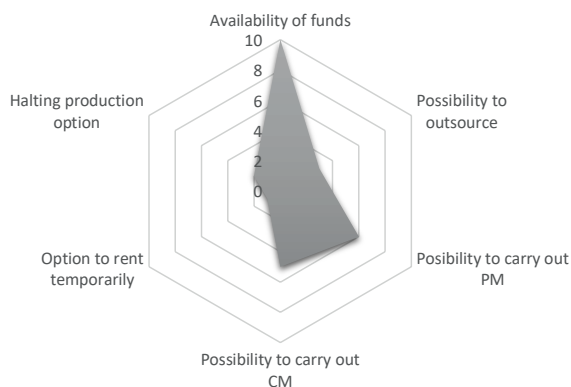 Availability of funds
10
8
6
4
2
0
Possibility to
outsource
Posibility to carry out
PM
Possibility to carry out
CM
Option to rent
temporarily
Halting production
option